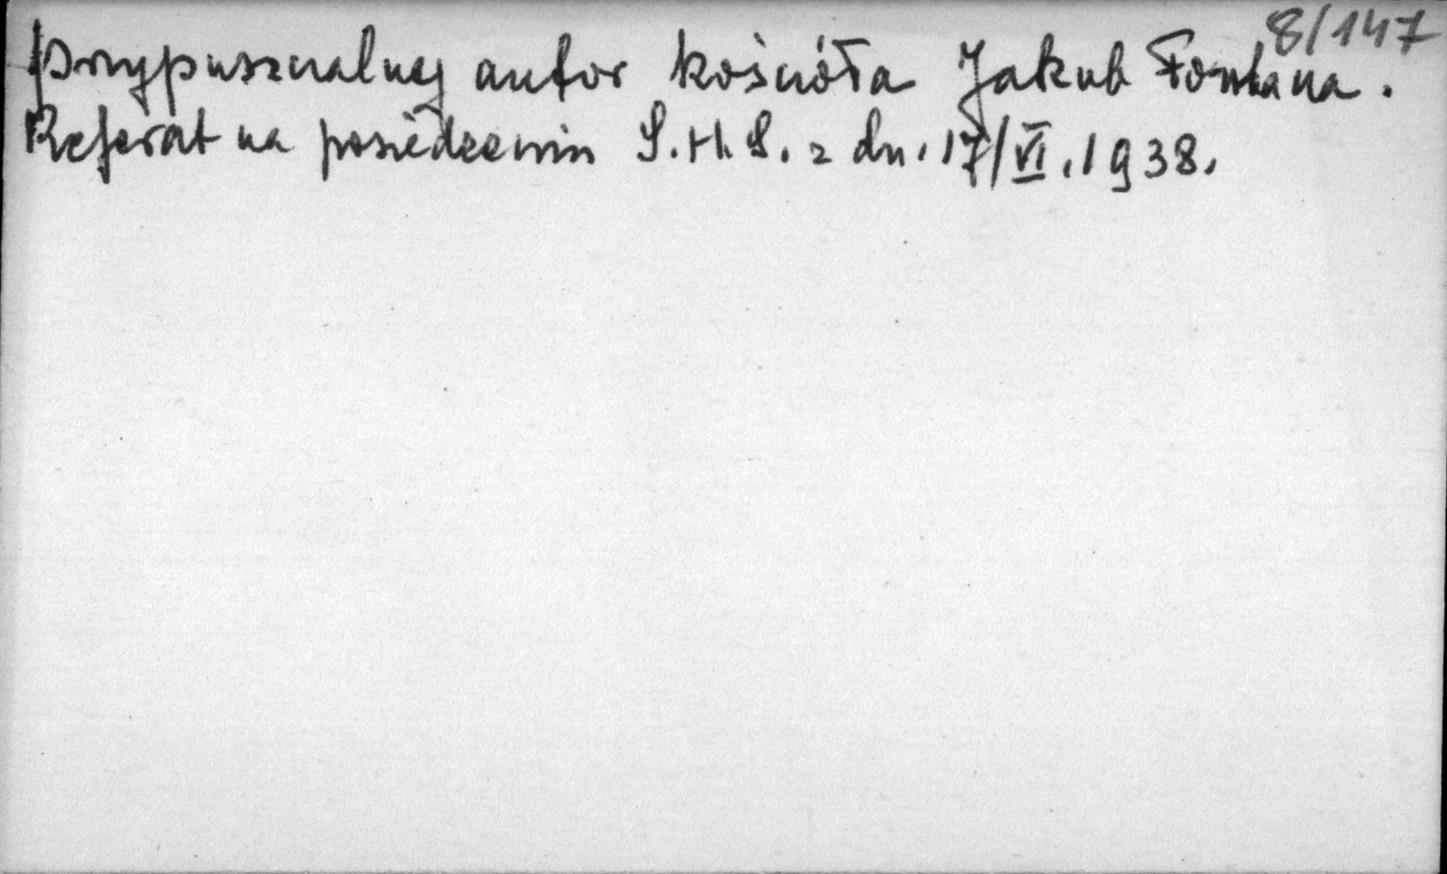 8/147
przypuszczalny autor kościoła Jakub Fontana.
Referat na posiedzeniu S.H.S. z dn. 17/VI.1938.